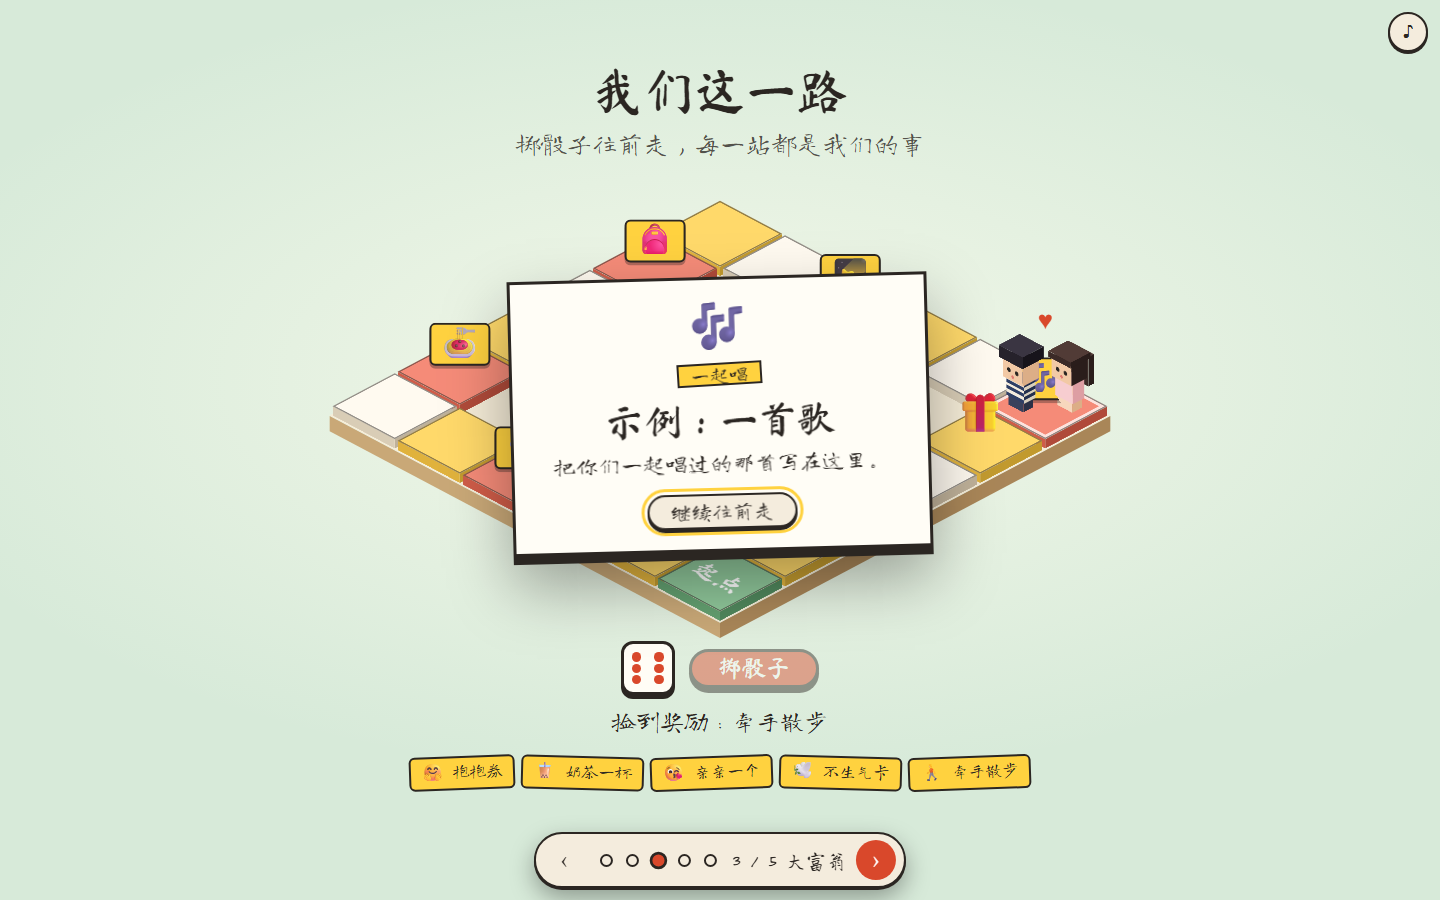 我们这一路
掷骰子往前走，每一站都是我们的事
一起唱
示例：一首歌
把你们一起唱过的那首写在这里。
继续往前走
起点
掷骰子
捡到奖励：牵手散步
抱抱券
奶茶一杯
亲亲一个
不生气卡
牵手散步
3 / 5 大富翁